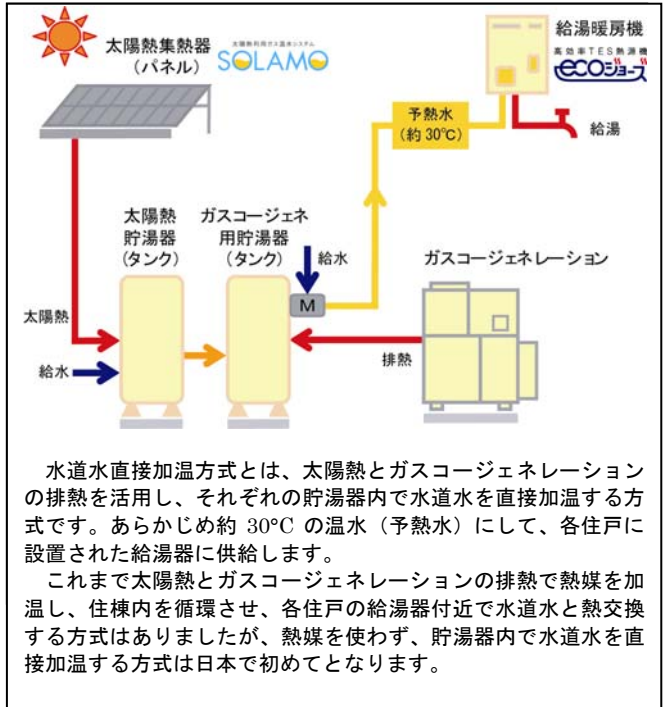 太陽熱集熱器
(パネル)
太陽熱利用ガス温水システム
SOLAMO
給湯暖房機
高効率TES熱源機
ecoジョーズ
予熱水
(約30℃)
給湯
太陽熱
貯湯器
(タンク)
ガスコージェネ
用貯湯器
(タンク)
給水
ガスコージェネレーション
M
太陽熱
給水
排熱
水道水直接加温方式とは、太陽熱とガスコージェネレーション
の排熱を活用し、それぞれの貯湯器内で水道水を直接加温する方
式です。あらかじめ約 30°C の温水（予熱水）にして、各住戸に
設置された給湯器に供給します。
これまで太陽熱とガスコージェネレーションの排熱で熱媒を加
温し、住棟内を循環させ、各住戸の給湯器付近で水道水と熱交換
する方式はありましたが、熱媒を使わず、貯湯器内で水道水を直
接加温する方式は日本で初めてとなります。